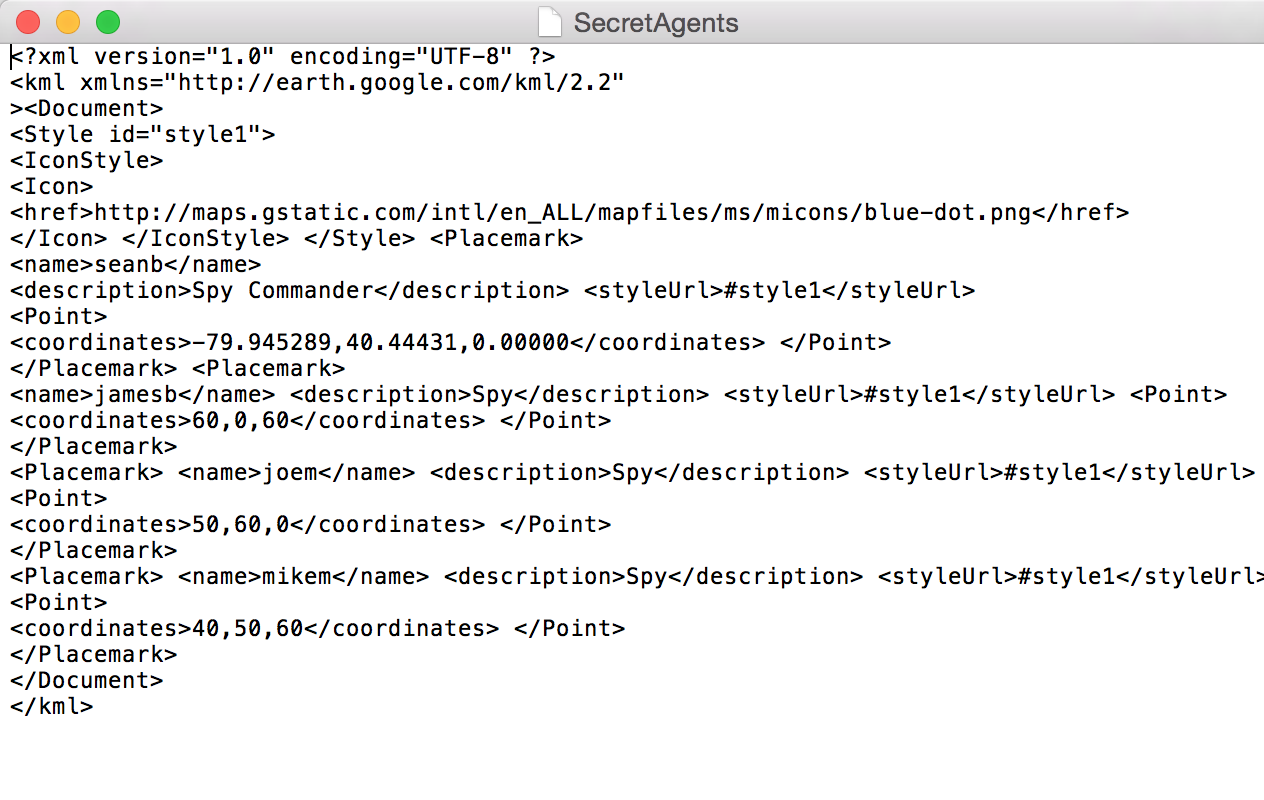 SecretAgents
<?xml version="1.0" encoding="UTF-8" ?>
<kml xmlns="http://earth.google.com/kml/2.2"
><Document>
<Style id="style1">
<IconStyle>
<Icon>
<href>http://maps.gstatic.com/intl/en_ALL/mapfiles/ms/micons/blue-dot.png</href>
</Icon> </IconStyle> </Style> <Placemark>
<name>seanb</name>
<description>Spy Commander</description> <styleUrl>#style1</styleUrl>
<Point>
<coordinates>-79.945289,40.44431,0.00000</coordinates> </Point>
</Placemark> <Placemark>
<name>jamesb</name> <description>Spy</description> <styleUrl>#style1</styleUrl> <Point>
<coordinates>60,0,60</coordinates> </Point>
</Placemark>
<Placemark> <name>joem</name> <description>Spy</description> <styleUrl>#style1</styleUrl>
<Point>
<coordinates>50,60,0</coordinates> </Point>
</Placemark>
<Placemark> <name>mikem</name> <description>Spy</description> <styleUrl>#style1</styleUrl>
<Point>
<coordinates>40,50,60</coordinates> </Point>
</Placemark>
</Document>
</kml>